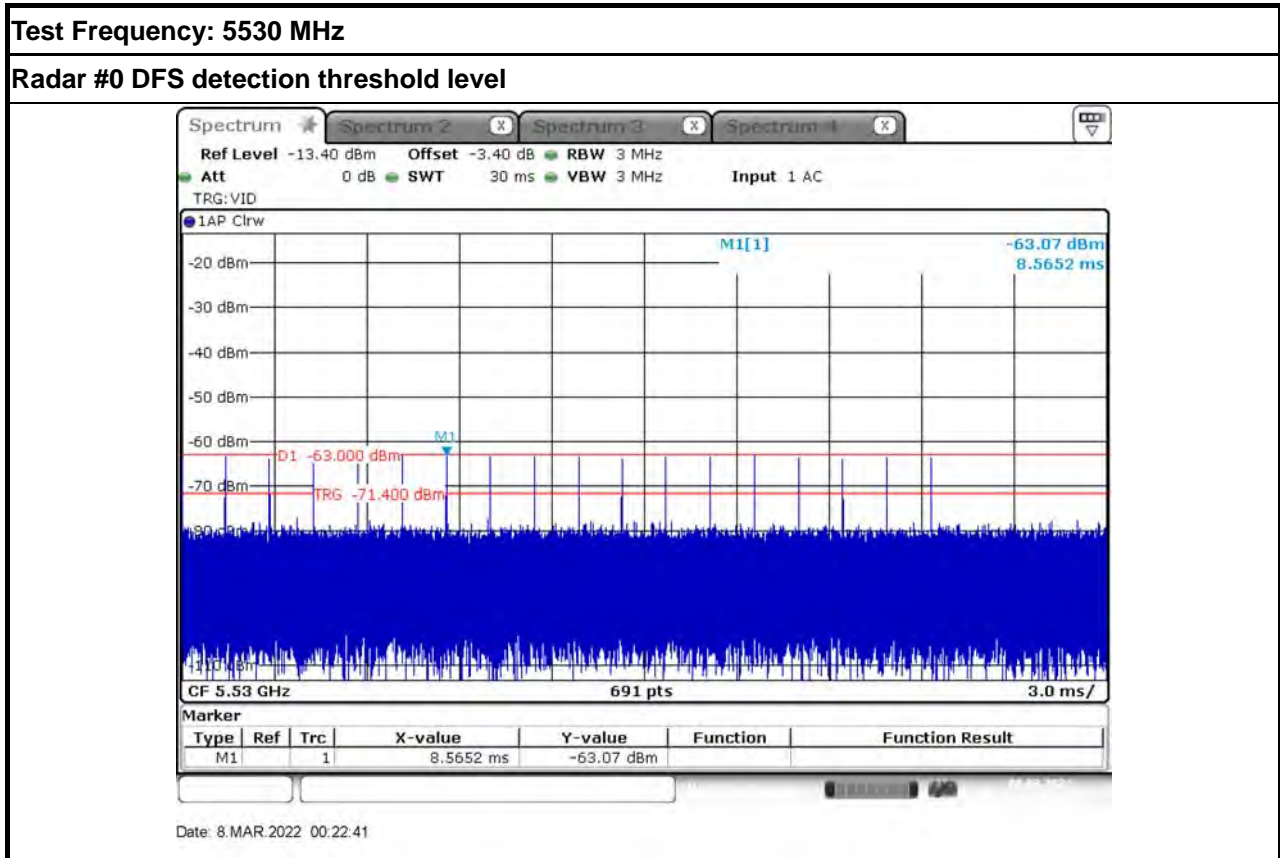 Test Frequency: 5530 MHz
Radar #0 DFS detection threshold level
Spectrum Spectrum 2 X Spectrum 3 X Spectrum 4 X
Ref Level -13.40 dBm Offset -3.40 dB RBW 3 MHz
Att 0 dB SWT 30 ms VBW 3 MHz Input 1 AC
TRG:VID
1AP Clrw
M1[1] -63.07 dBm
8.5652 ms
-20 dBm
-30 dBm
-40 dBm
-50 dBm
-60 dBm
M1
D1 -63.000 dBm
-70 dBm
TRG -71.400 dBm
CF 5.53 GHz 691 pts 3.0 ms/
Marker
Type Ref Trc X-value Y-value Function Function Result
M1 1 8.5652 ms -63.07 dBm
Date: 8.MAR.2022 00:22:41